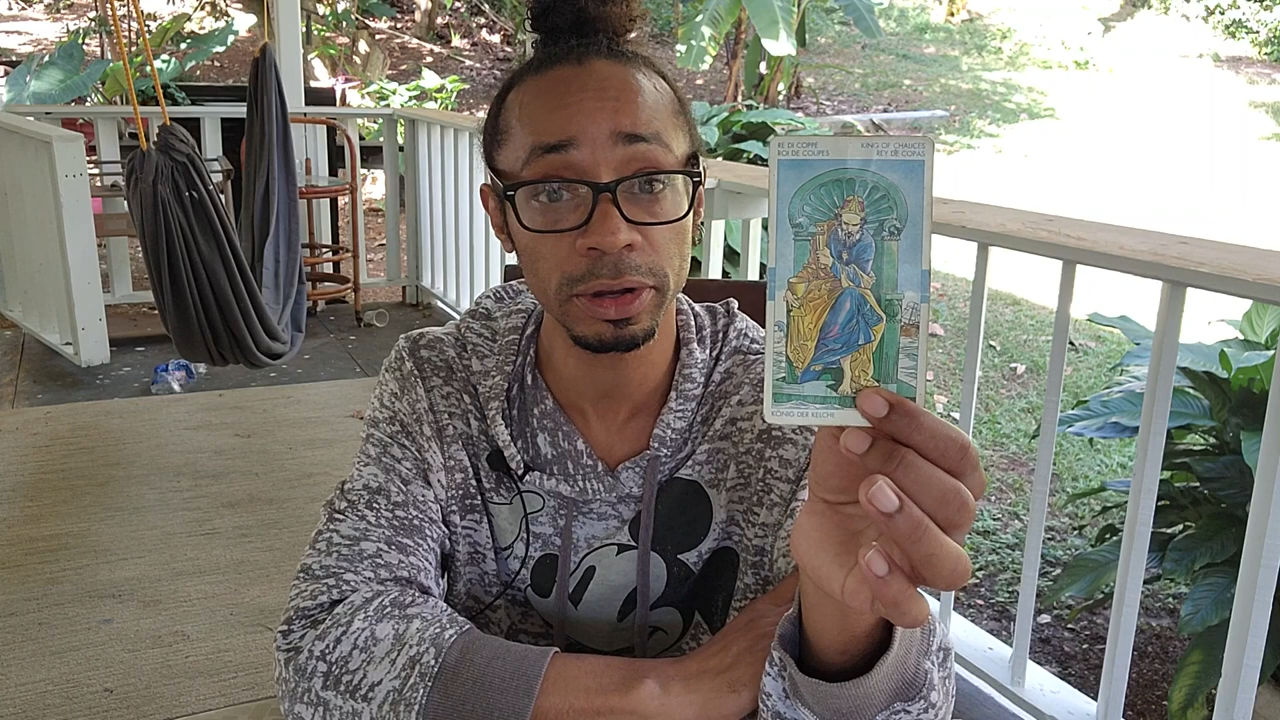 RE DI COPPE
ROI DE COUPES
KING OF CHALICES
REY DE COPAS
KÖNIG DER KELCHE